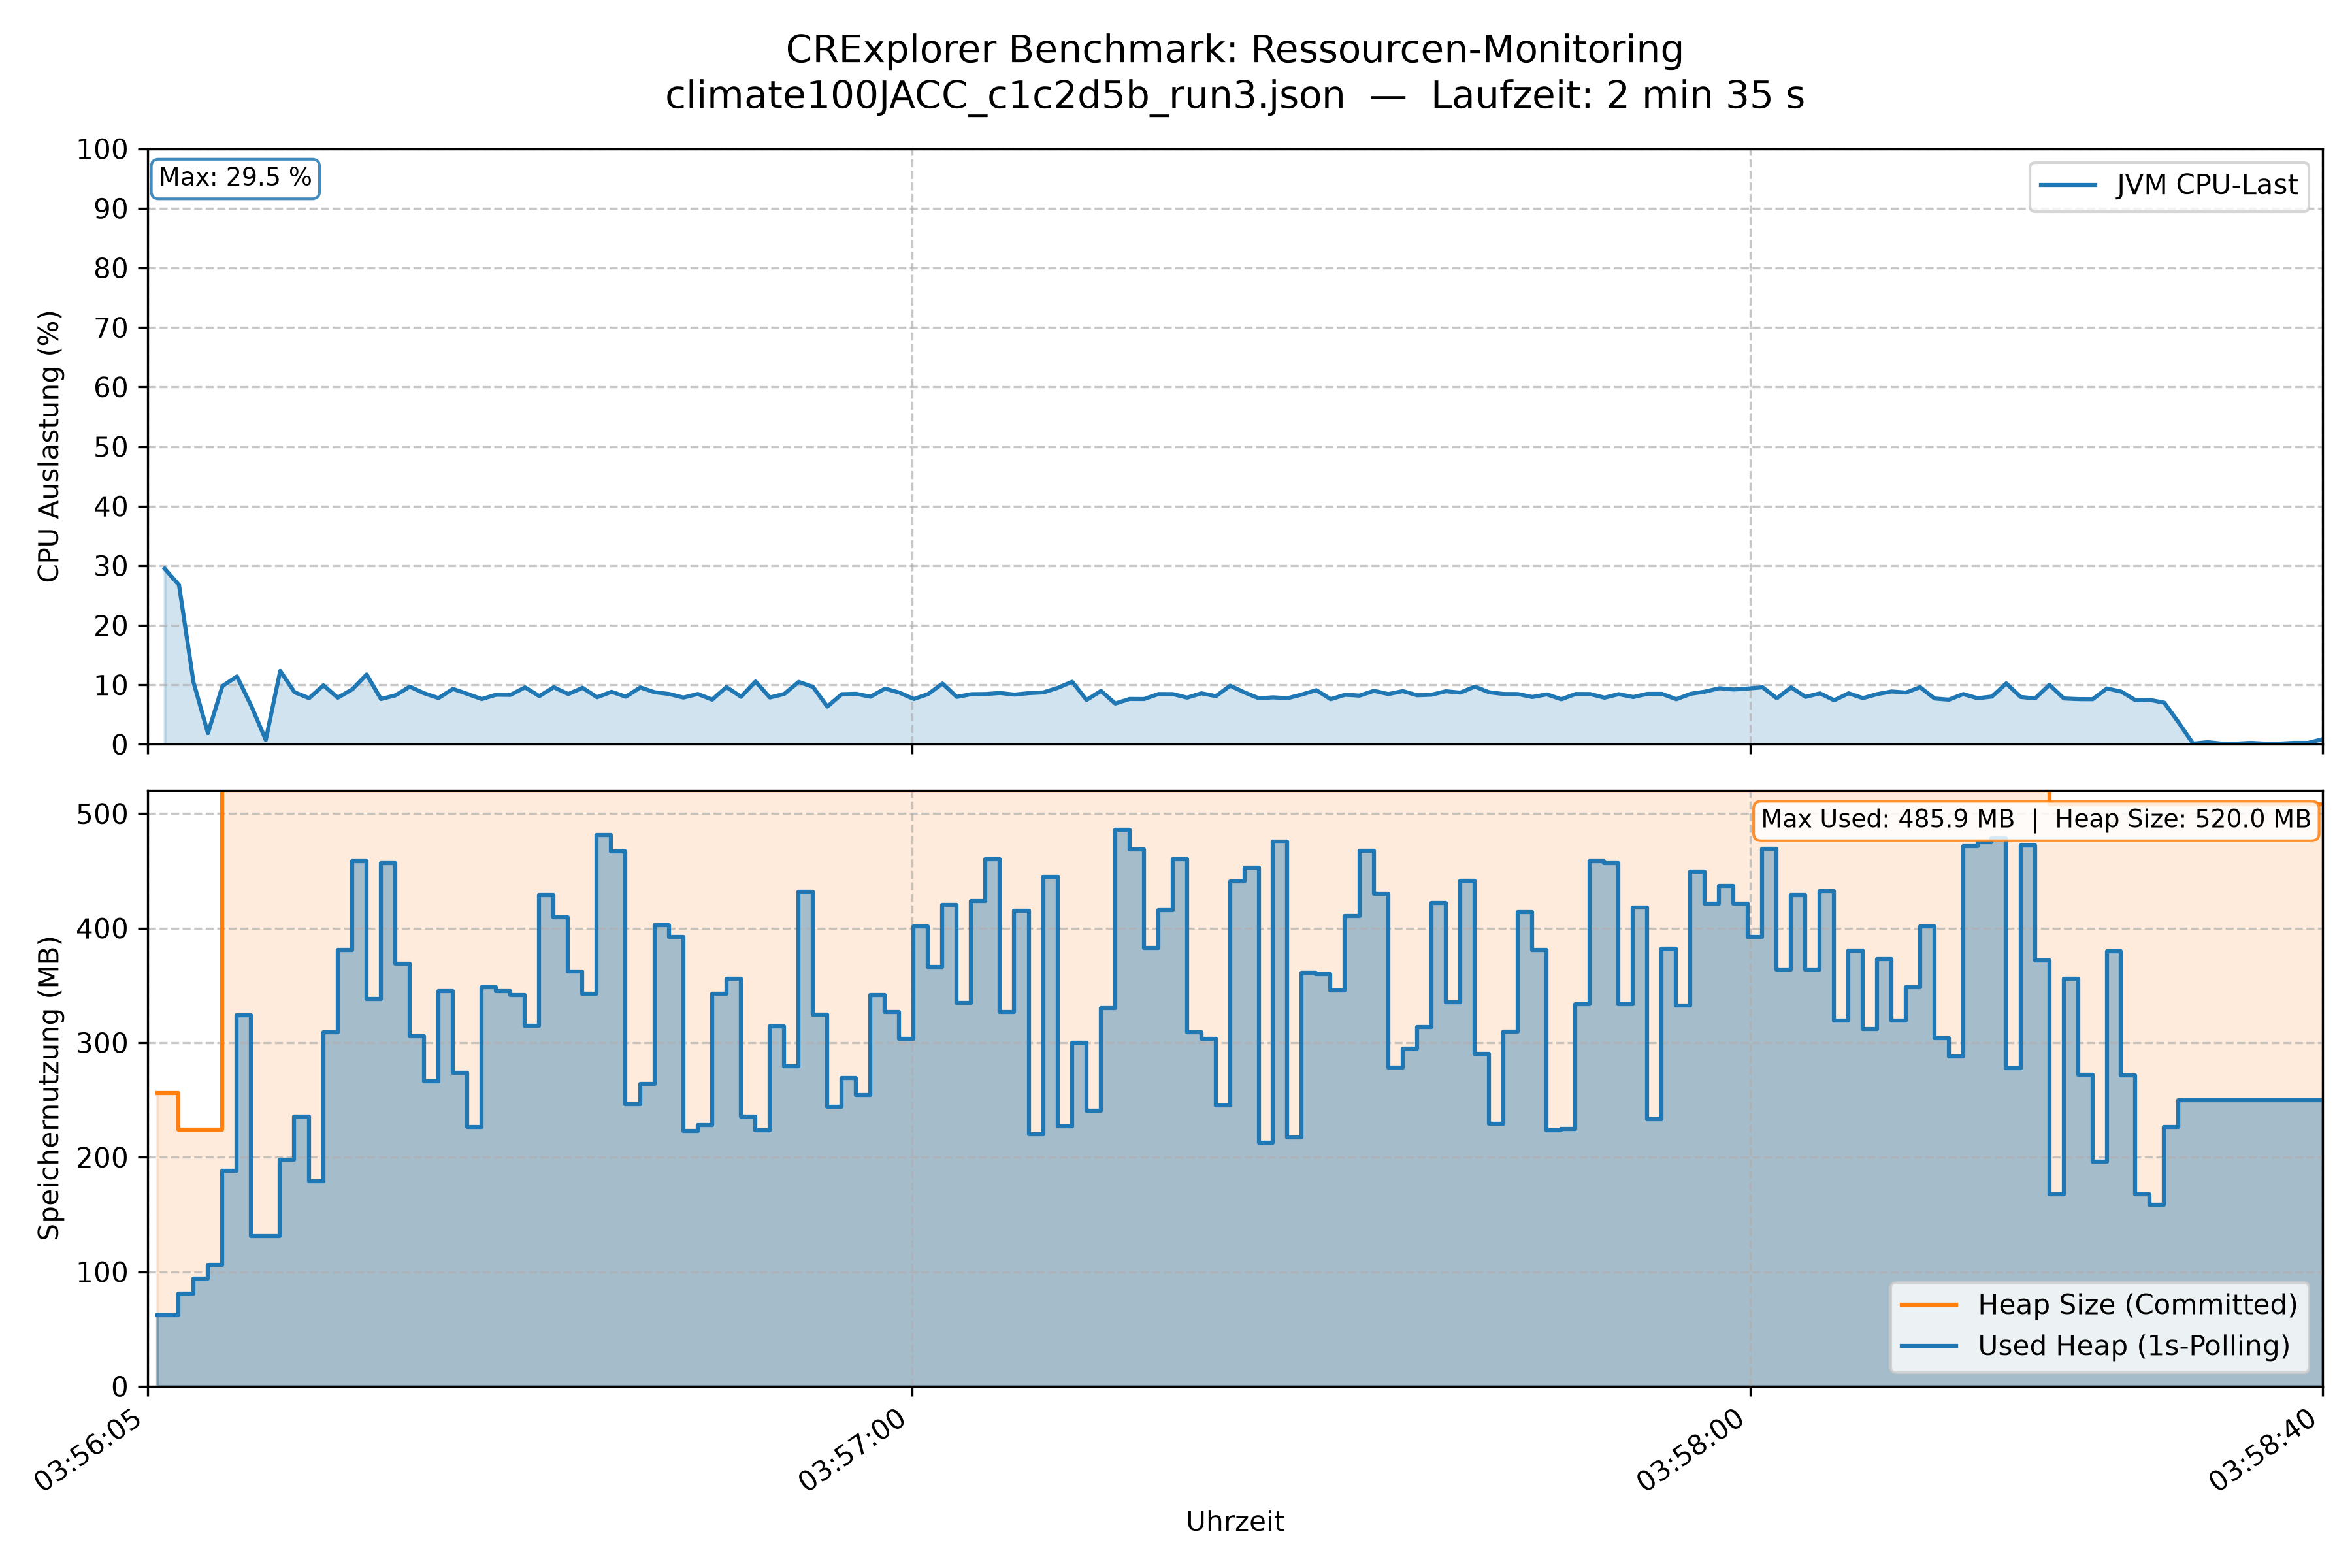 CRExplorer Benchmark: Ressourcen-Monitoring
climate100JACC_c1c2d5b_run3.json — Laufzeit: 2 min 35 s
Max: 29.5 %
JVM CPU-Last
CPU Auslastung (%)
100
90
80
70
60
50
40
30
20
10
0
Max Used: 485.9 MB | Heap Size: 520.0 MB
Speichernutzung (MB)
500
400
300
200
100
0
Heap Size (Committed)
Used Heap (1s-Polling)
03:56:05
03:57:00
03:58:00
03:58:40
Uhrzeit